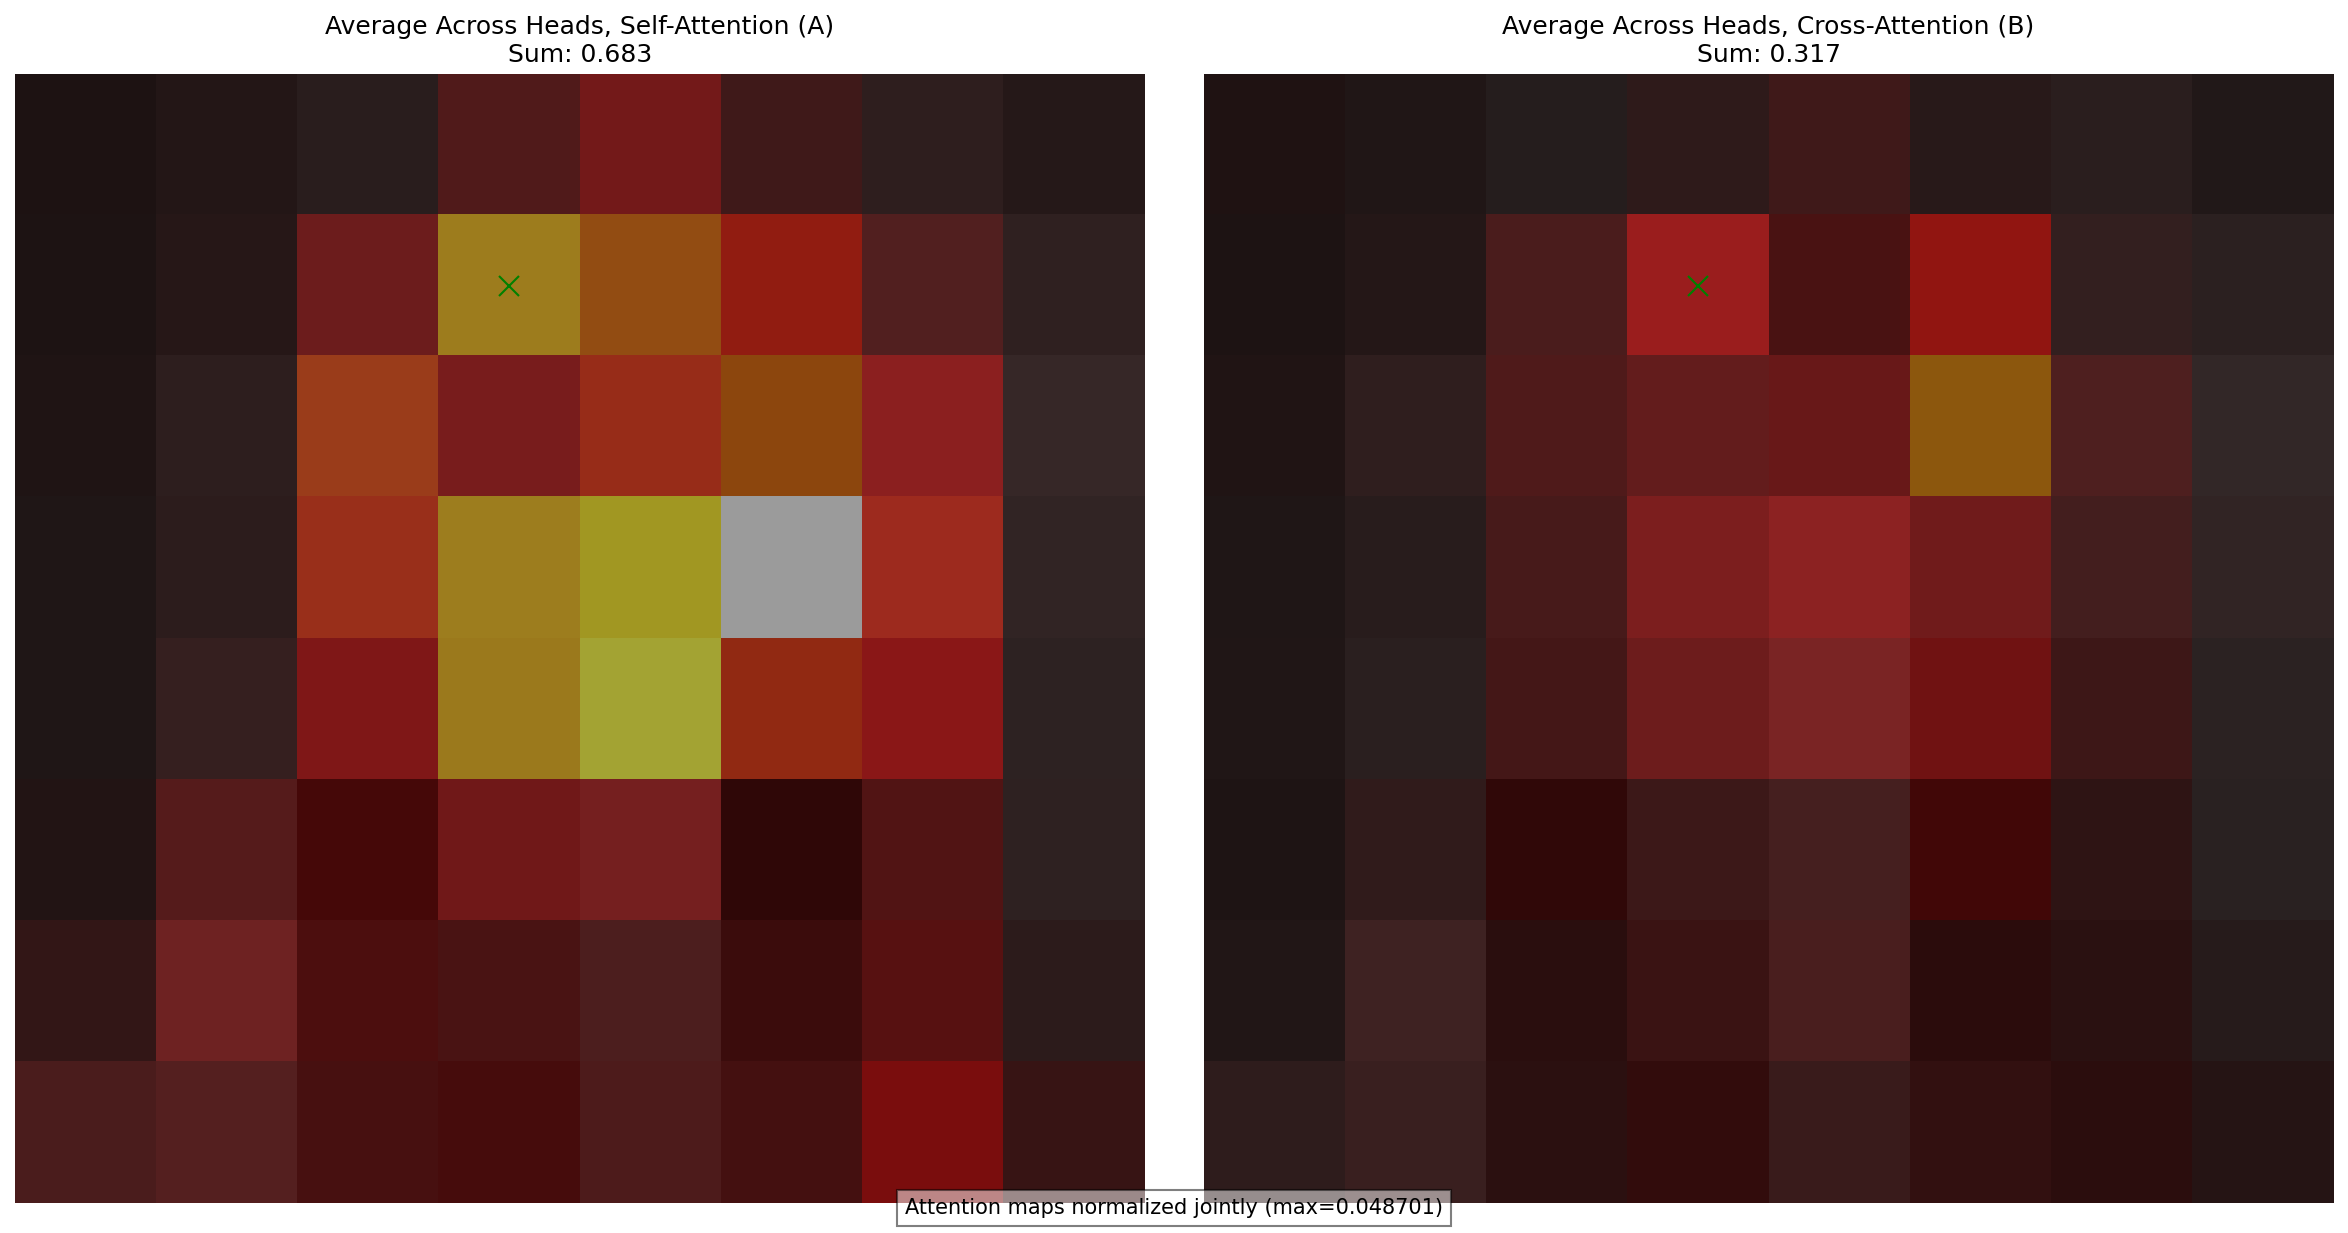 Average Across Heads, Self-Attention (A)
Sum: 0.683
Average Across Heads, Cross-Attention (B)
Sum: 0.317
Attention maps normalized jointly (max=0.048701)